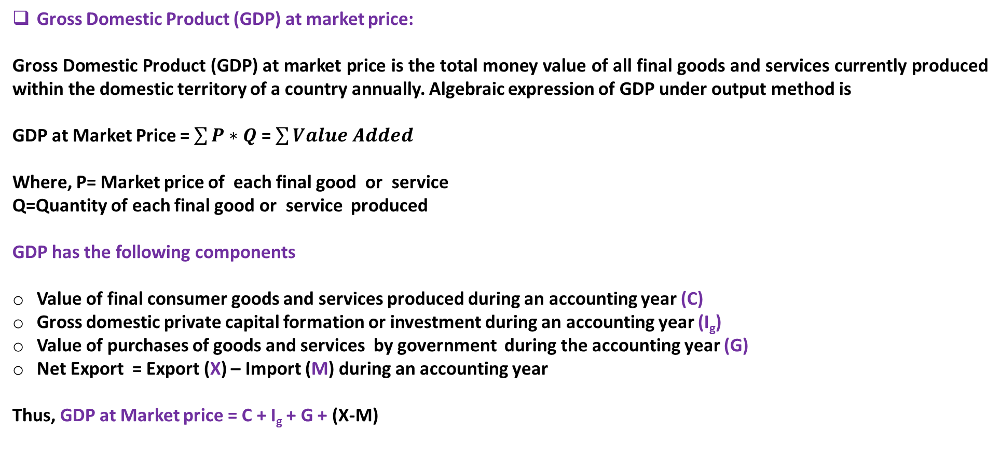 ❑ Gross Domestic Product (GDP) at market price:
Gross Domestic Product (GDP) at market price is the total money value of all final goods and services currently produced
within the domestic territory of a country annually. Algebraic expression of GDP under output method is
GDP at Market Price = ∑ P * Q = ∑ Value Added
Where, P= Market price of each final good or service
Q=Quantity of each final good or service produced
GDP has the following components
o Value of final consumer goods and services produced during an accounting year (C)
o Gross domestic private capital formation or investment during an accounting year (Ig)
o Value of purchases of goods and services by government during the accounting year (G)
o Net Export = Export (X) – Import (M) during an accounting year
Thus, GDP at Market price = C + Ig + G + (X-M)